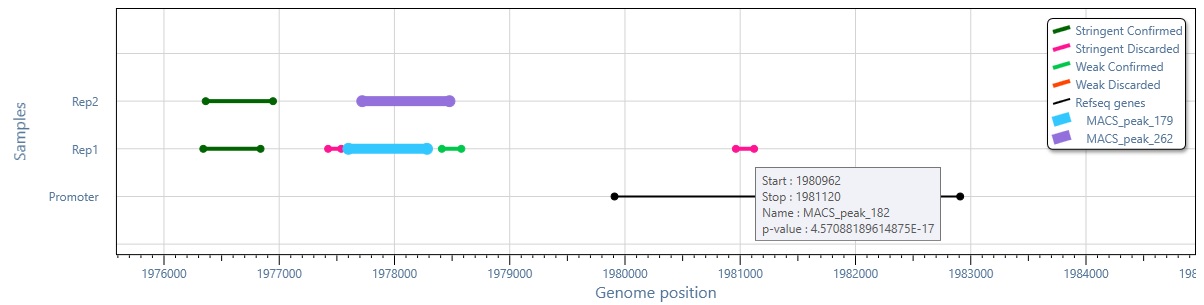 Stringent Confirmed
Stringent Discarded
Weak Confirmed
Weak Discarded
Refseq genes
MACS_peak_179
MACS_peak_262
Samples
Rep2
Rep1
Promoter
Start : 1980962
Stop : 1981120
Name : MACS_peak_182
p-value : 4.57088189614875E-17
1976000 1977000 1978000 1979000 1980000 1981000 1982000 1983000 1984000 198
Genome position